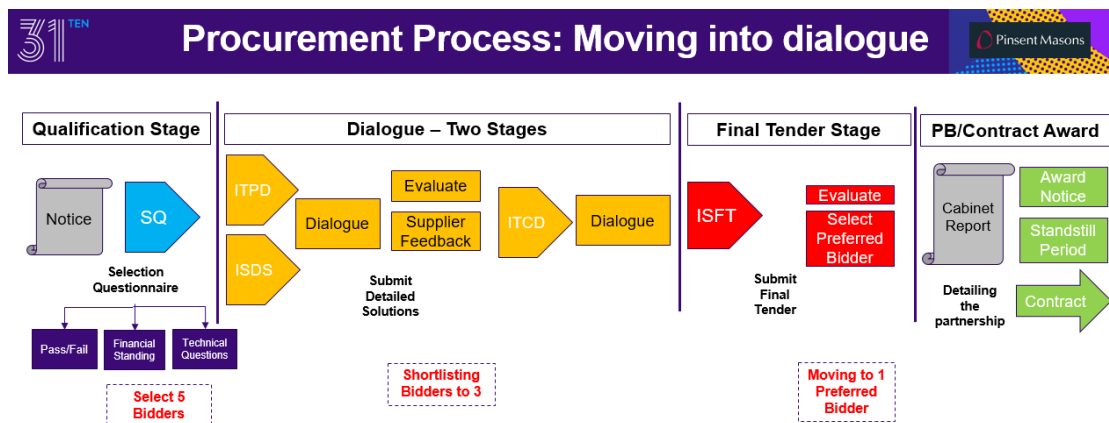 31
TEN
Procurement Process: Moving into dialogue
Pinsent Masons
Qualification Stage
Notice
SQ
Selection
Questionnaire
Pass/Fail
Financial
Standing
Technical
Questions
Select 5
Bidders
Dialogue – Two Stages
ITPD
ISDS
Dialogue
Evaluate
Supplier
Feedback
Submit
Detailed
Solutions
ITCD
Dialogue
Shortlisting
Bidders to 3
Final Tender Stage
ISFT
Evaluate
Select
Preferred
Bidder
Submit
Final
Tender
Moving to 1
Preferred
Bidder
PB/Contract Award
Cabinet
Report
Detailing
the
partnership
Award
Notice
Standstill
Period
Contract